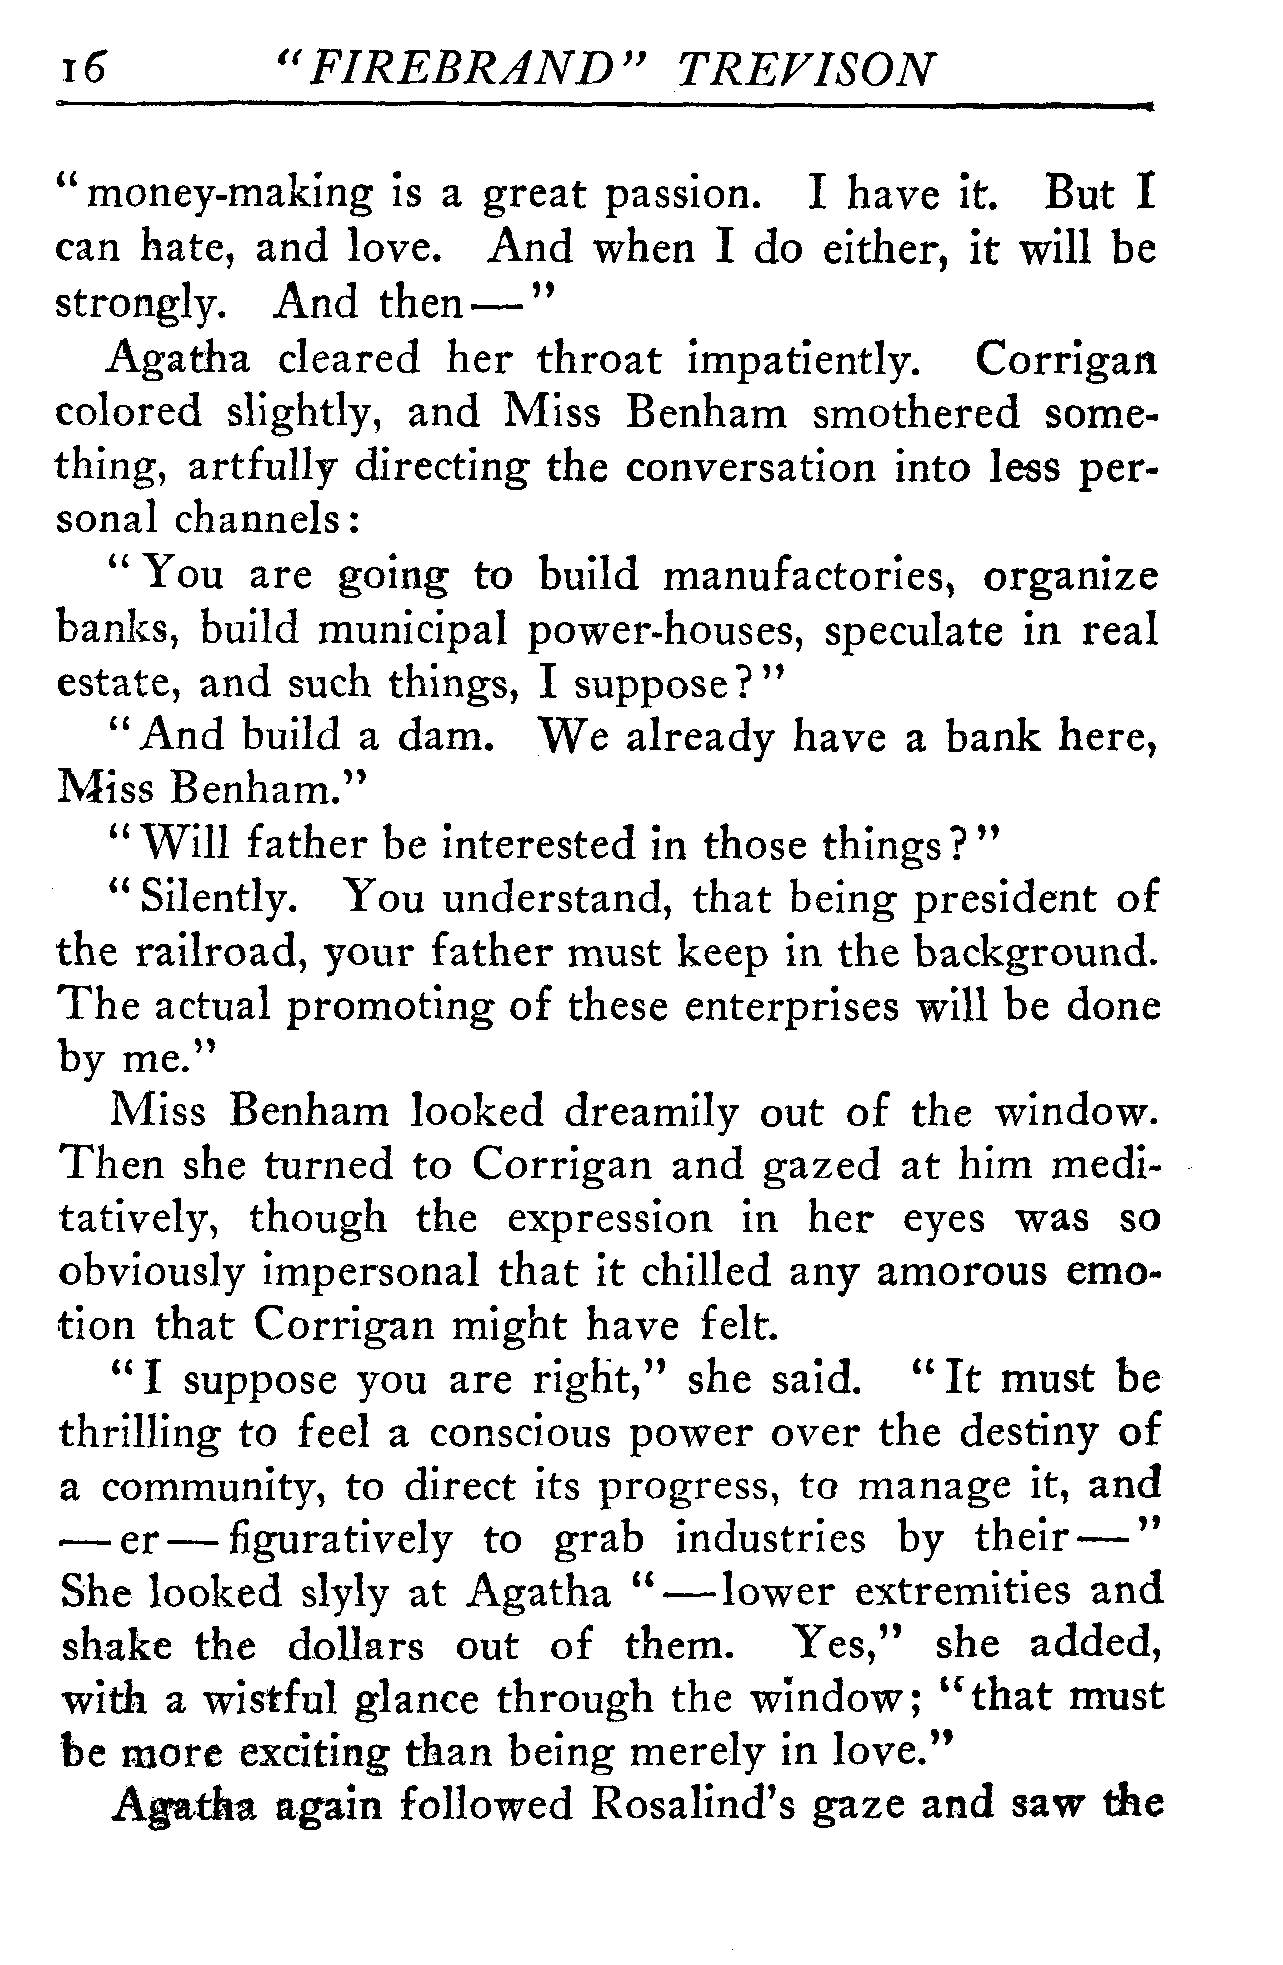 16 "FIREBRAND" TREVISON
"money-making is a great passion. I have it. But I
can hate, and love. And when I do either, it will be
strongly. And then—"
Agatha cleared her throat impatiently. Corrigan
colored slightly, and Miss Benham smothered some-
thing, artfully directing the conversation into less per-
sonal channels:
"You are going to build manufactories, organize
banks, build municipal power-houses, speculate in real
estate, and such things, I suppose?"
"And build a dam. We already have a bank here,
Miss Benham."
"Will father be interested in those things?"
"Silently. You understand, that being president of
the railroad, your father must keep in the background.
The actual promoting of these enterprises will be done
by me."
Miss Benham looked dreamily out of the window.
Then she turned to Corrigan and gazed at him medi-
tatively, though the expression in her eyes was so
obviously impersonal that it chilled any amorous emo-
tion that Corrigan might have felt.
"I suppose you are right," she said. "It must be
thrilling to feel a conscious power over the destiny of
a community, to direct its progress, to manage it, and
—er—figuratively to grab industries by their—"
She looked slyly at Agatha "—lower extremities and
shake the dollars out of them. Yes," she added,
with a wistful glance through the window; "that must
be more exciting than being merely in love."
Agatha again followed Rosalind's gaze and saw the